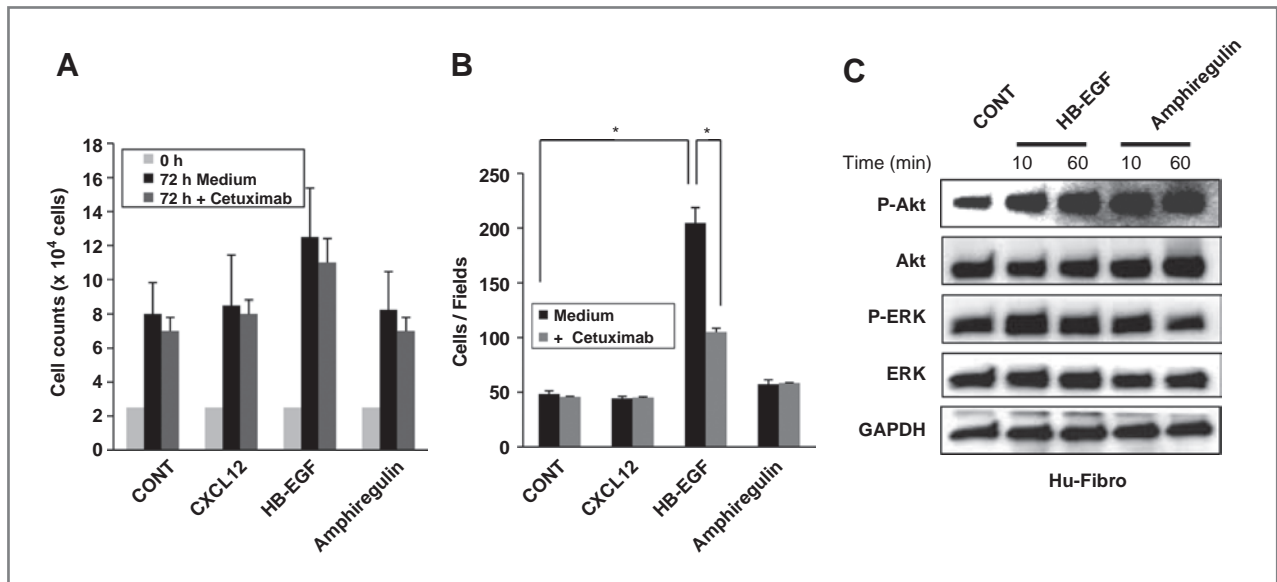 A
Cell counts (x 10⁴ cells)
18
16
14
12
10
8
6
4
2
0
0 h
72 h Medium
72 h + Cetuximab
CONT
CXCL12
HB-EGF
Amphiregulin
B
*
*
Cells / Fields
250
200
150
100
50
0
Medium
+ Cetuximab
CONT
CXCL12
HB-EGF
Amphiregulin
C
CONT
HB-EGF
Amphiregulin
Time (min) 10 60 10 60
P-Akt
Akt
P-ERK
ERK
GAPDH
Hu-Fibro